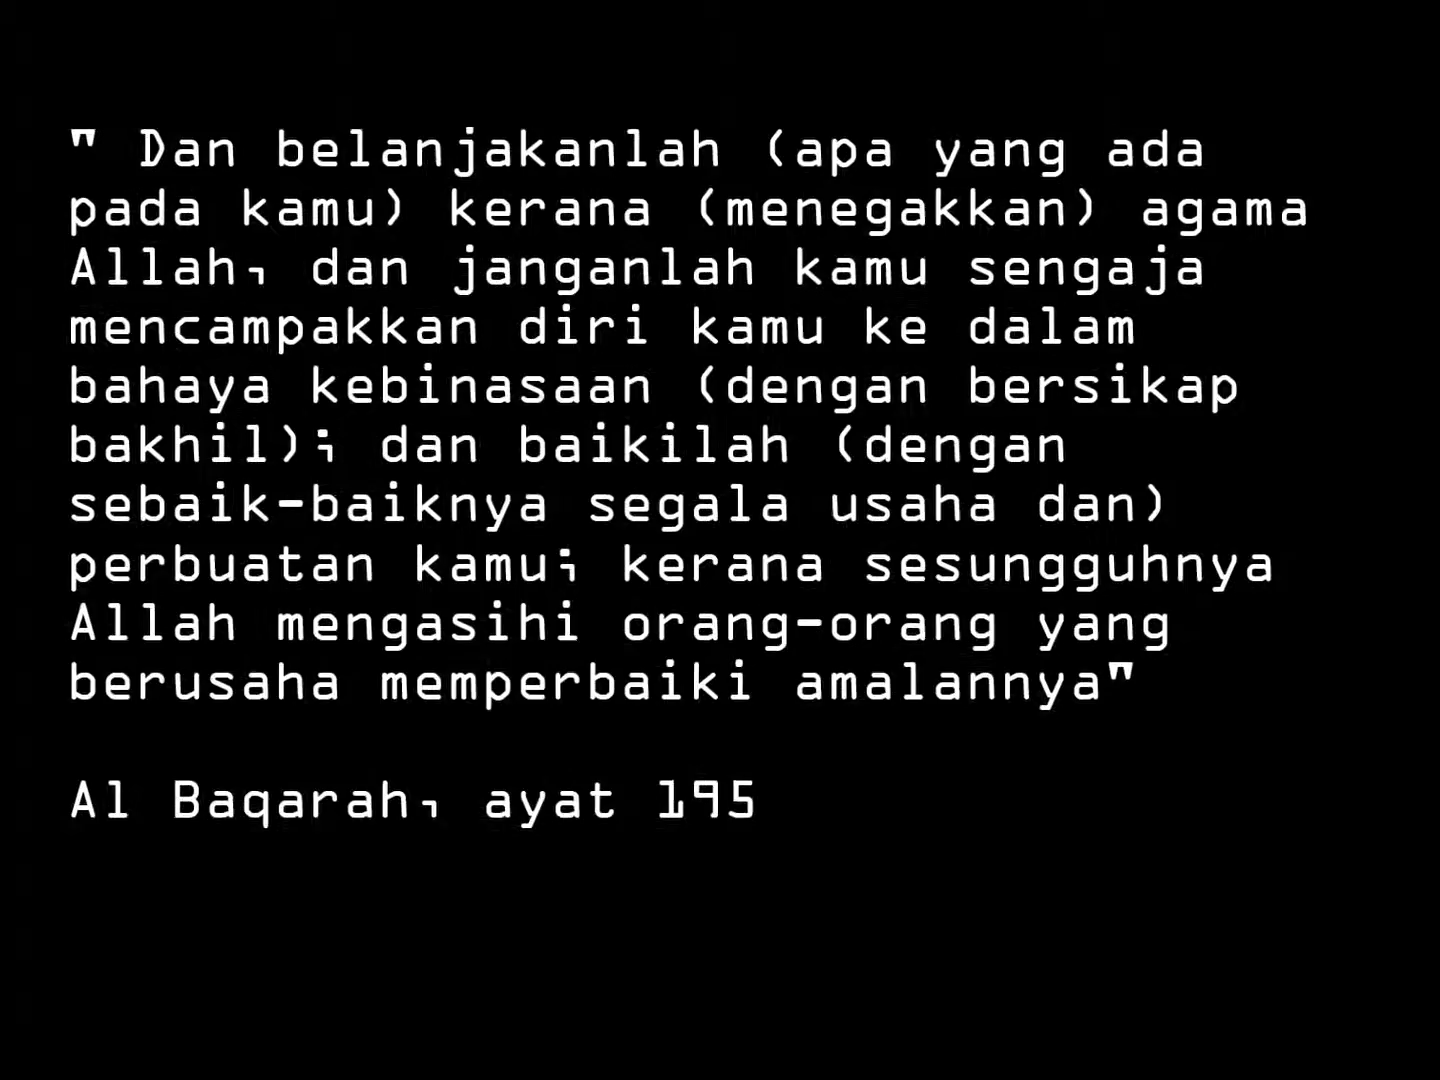 " Dan belanjakanlah (apa yang ada
pada kamu) kerana (menegakkan) agama
Allah, dan janganlah kamu sengaja
mencampakkan diri kamu ke dalam
bahaya kebinasaan (dengan bersikap
bakhil); dan baikilah (dengan
sebaik-baiknya segala usaha dan)
perbuatan kamu; kerana sesungguhnya
Allah mengasihi orang-orang yang
berusaha memperbaiki amalannya"
Al Baqarah, ayat 195